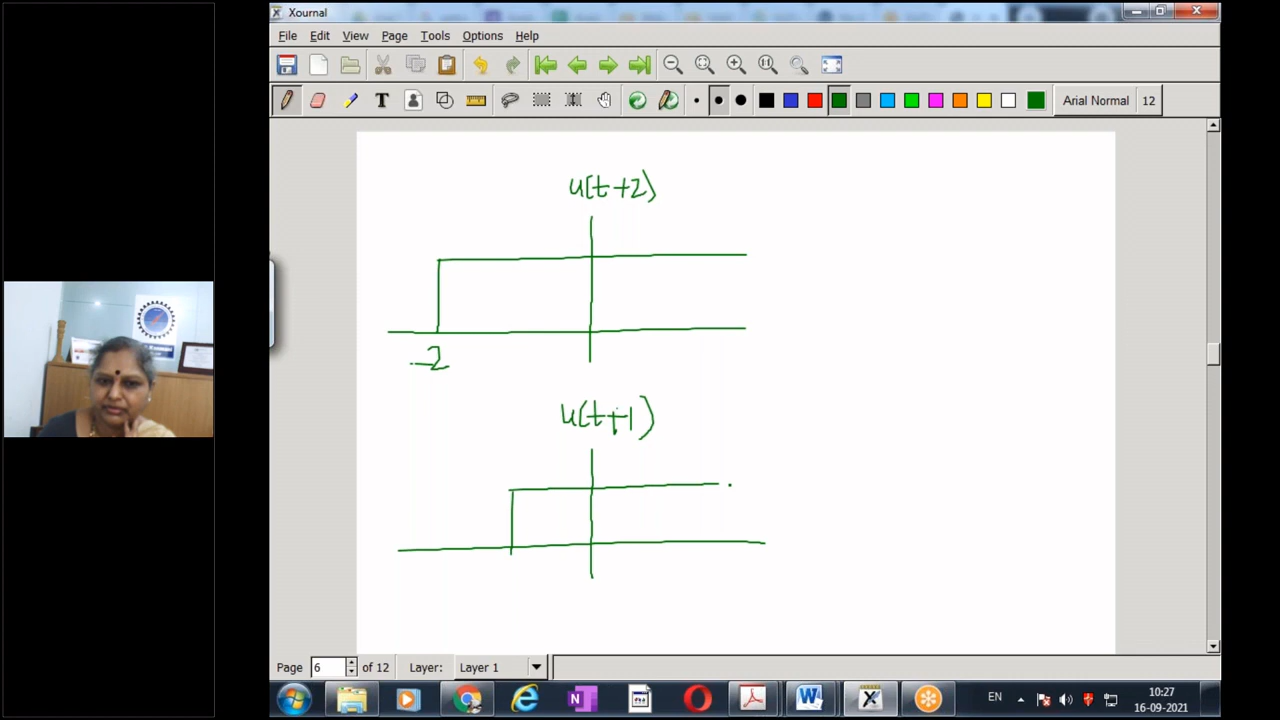 Xournal
File Edit View Page Tools Options Help
Arial Normal 12
u(t+2)
-2
u(t+1)
Page 6 of 12 Layer: Layer 1
EN 10:27
16-09-2021